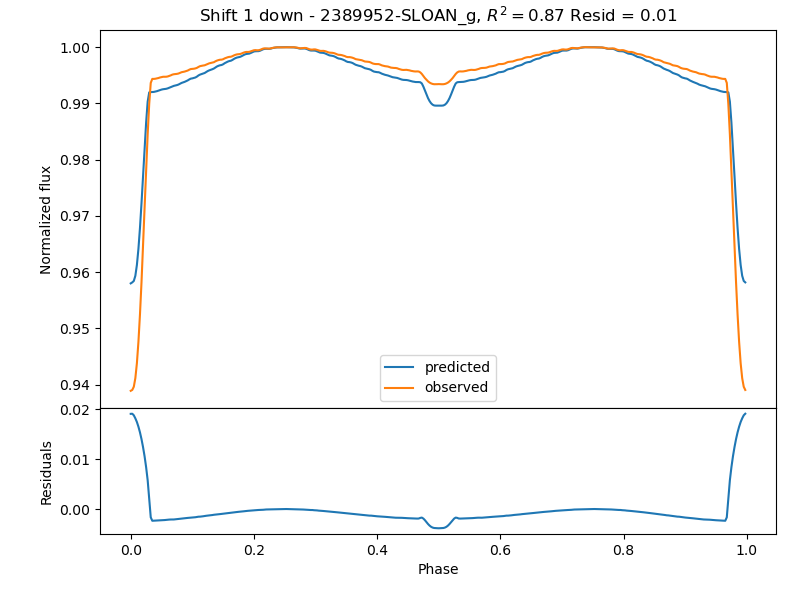 Shift 1 down - 2389952-SLOAN_g, R² = 0.87 Resid = 0.01
Normalized flux
1.00
0.99
0.98
0.97
0.96
0.95
0.94
predicted
observed
Residuals
0.02
0.01
0.00
0.0 0.2 0.4 0.6 0.8 1.0
Phase